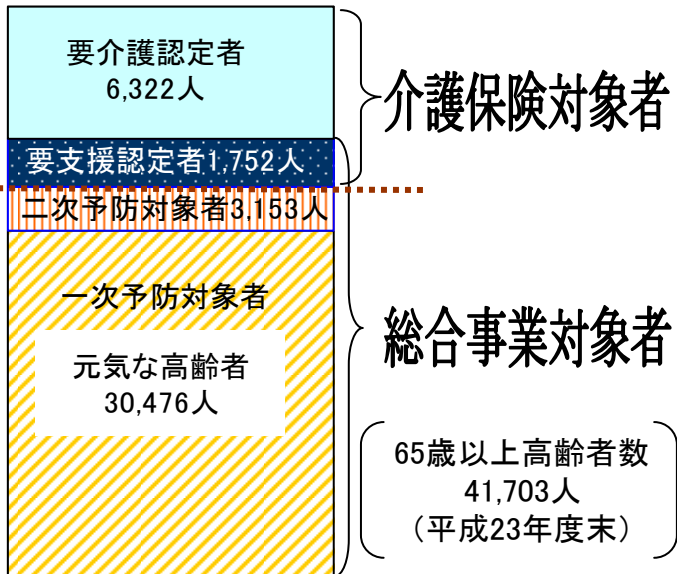 要介護認定者
6,322人
介護保険対象者
要支援認定者1,752人
二次予防対象者3,153人
一次予防対象者
元気な高齢者
30,476人
総合事業対象者
65歳以上高齢者数
41,703人
（平成23年度末）